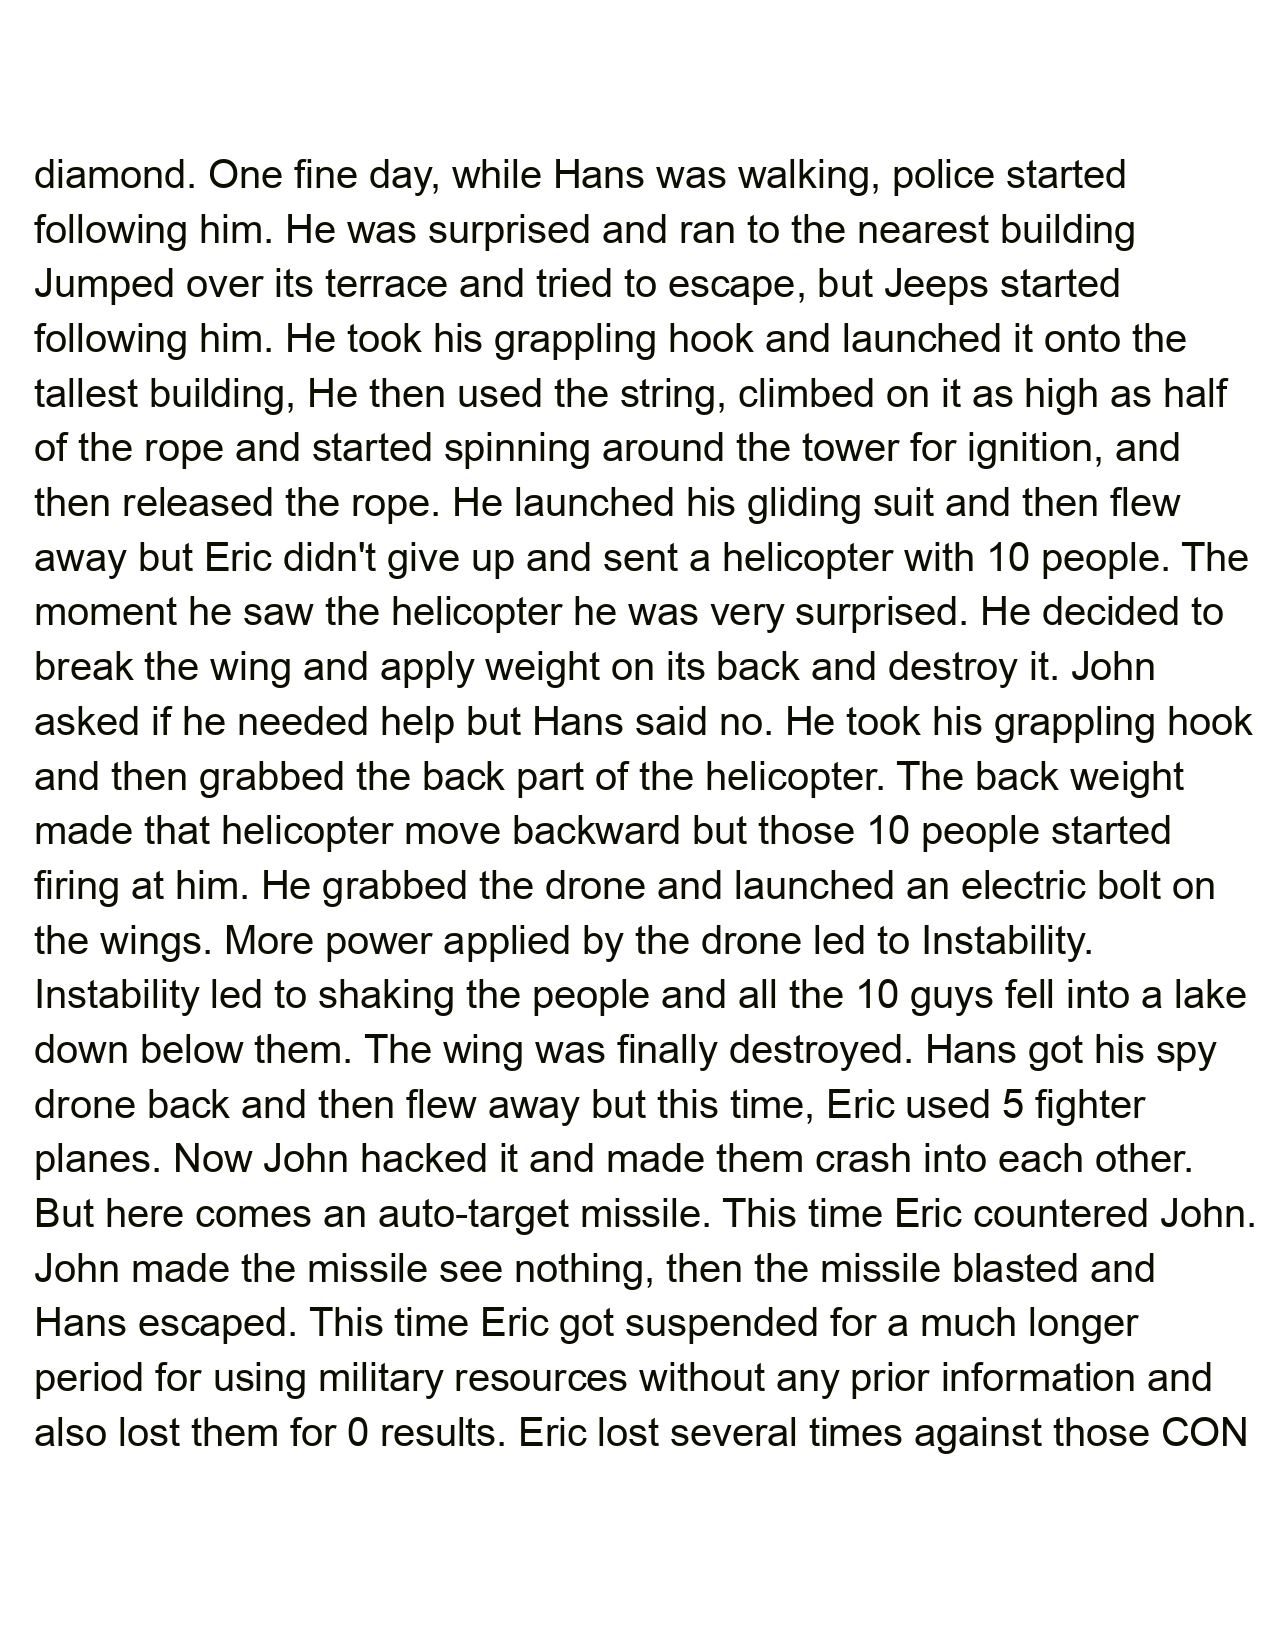 diamond. One fine day, while Hans was walking, police started
following him. He was surprised and ran to the nearest building
Jumped over its terrace and tried to escape, but Jeeps started
following him. He took his grappling hook and launched it onto the
tallest building, He then used the string, climbed on it as high as half
of the rope and started spinning around the tower for ignition, and
then released the rope. He launched his gliding suit and then flew
away but Eric didn't give up and sent a helicopter with 10 people. The
moment he saw the helicopter he was very surprised. He decided to
break the wing and apply weight on its back and destroy it. John
asked if he needed help but Hans said no. He took his grappling hook
and then grabbed the back part of the helicopter. The back weight
made that helicopter move backward but those 10 people started
firing at him. He grabbed the drone and launched an electric bolt on
the wings. More power applied by the drone led to Instability.
Instability led to shaking the people and all the 10 guys fell into a lake
down below them. The wing was finally destroyed. Hans got his spy
drone back and then flew away but this time, Eric used 5 fighter
planes. Now John hacked it and made them crash into each other.
But here comes an auto-target missile. This time Eric countered John.
John made the missile see nothing, then the missile blasted and
Hans escaped. This time Eric got suspended for a much longer
period for using military resources without any prior information and
also lost them for 0 results. Eric lost several times against those CON